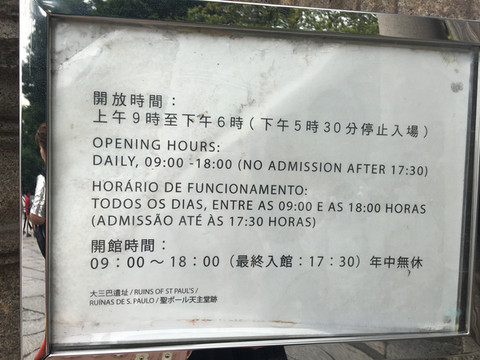 開放時間：
上午9時至下午6時（下午5時30分停止入場）
OPENING HOURS:
DAILY, 09:00 -18:00 (NO ADMISSION AFTER 17:30)
HORÁRIO DE FUNCIONAMENTO:
TODOS OS DIAS, ENTRE AS 09:00 E AS 18:00 HORAS
(ADMISSÃO ATÉ ÀS 17:30 HORAS)
開館時間：
09：00～18：00（最終入館：17：30）年中無休
大三巴遺址 / RUINS OF ST PAUL'S /
RUÍNAS DE S. PAULO / 聖ポール天主堂跡